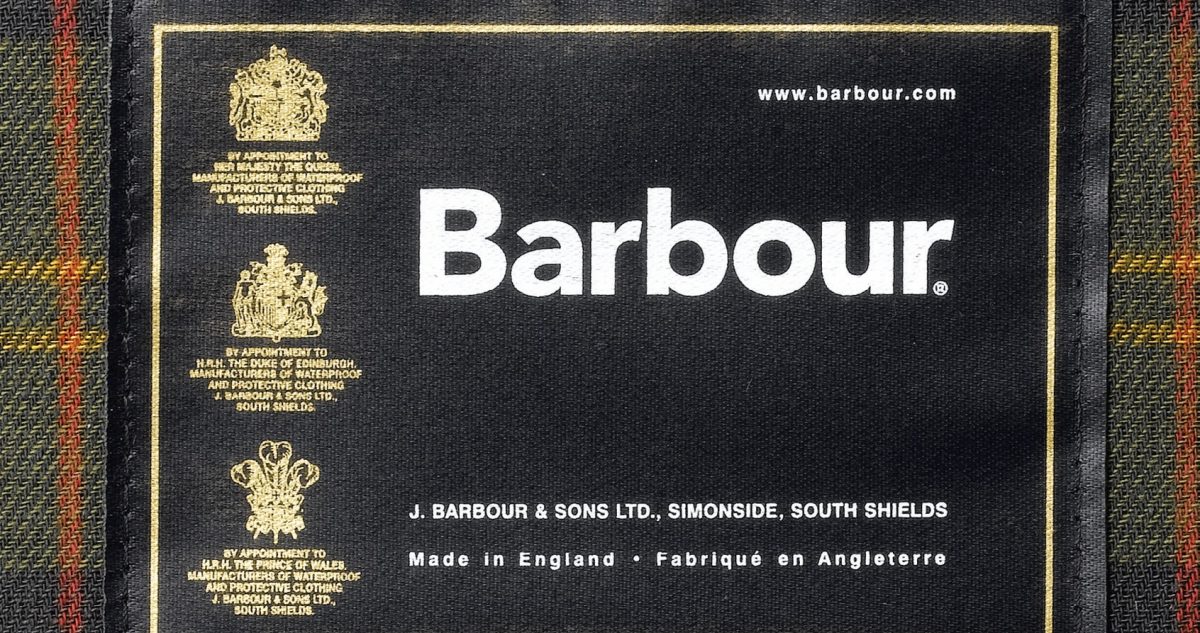 www.barbour.com
BY APPOINTMENT TO
HER MAJESTY THE QUEEN,
MANUFACTURERS OF WATERPROOF
AND PROTECTIVE CLOTHING
J. BARBOUR & SONS LTD.,
SOUTH SHIELDS.
Barbour®
BY APPOINTMENT TO
H.R.H. THE DUKE OF EDINBURGH,
MANUFACTURERS OF WATERPROOF
AND PROTECTIVE CLOTHING
J. BARBOUR & SONS LTD.,
SOUTH SHIELDS.
BY APPOINTMENT TO
H.R.H. THE PRINCE OF WALES,
MANUFACTURERS OF WATERPROOF
AND PROTECTIVE CLOTHING
J. BARBOUR & SONS LTD.,
SOUTH SHIELDS.
J. BARBOUR & SONS LTD., SIMONSIDE, SOUTH SHIELDS
Made in England • Fabriqué en Angleterre